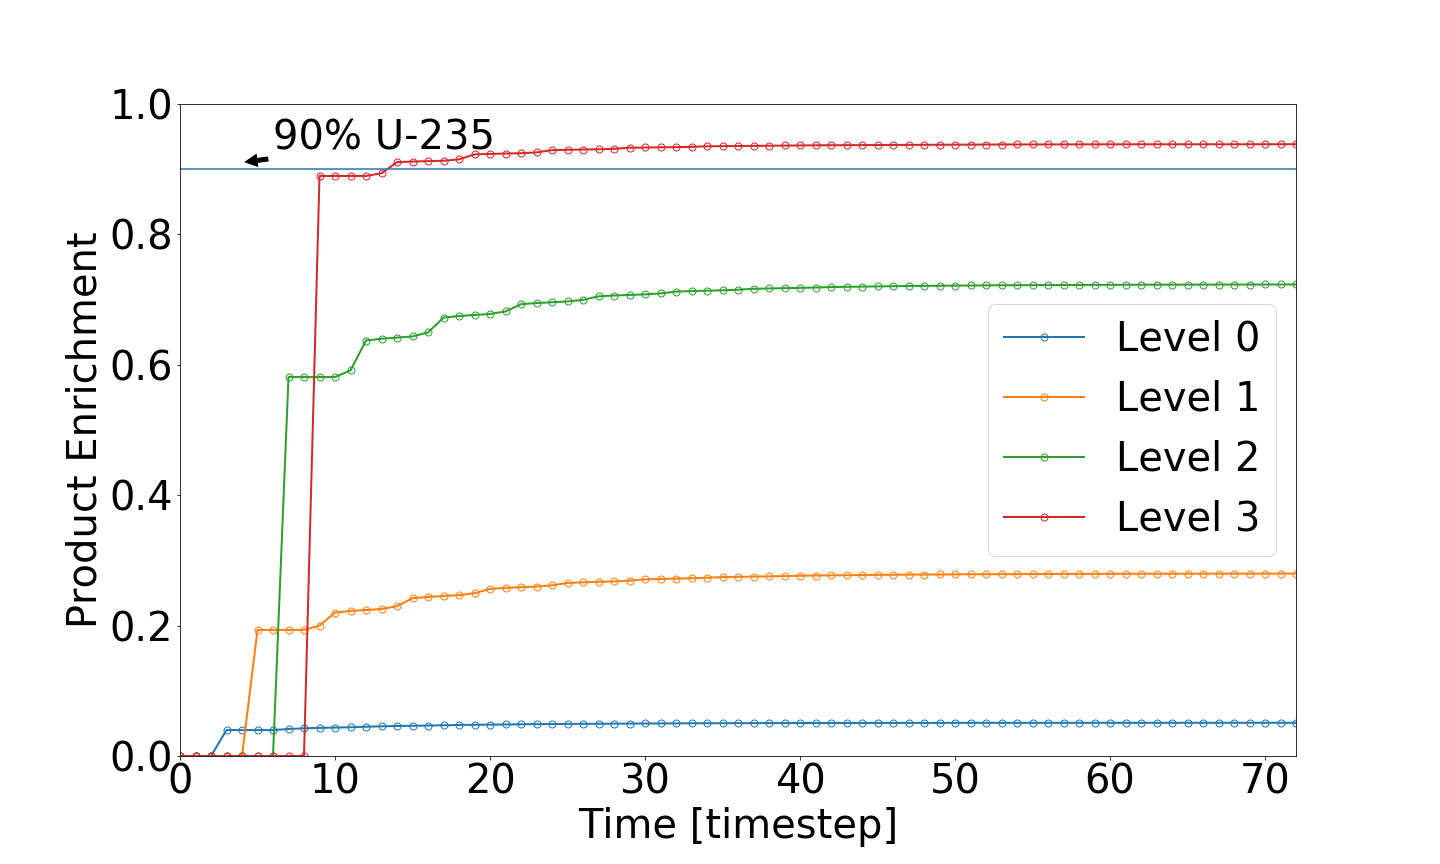 90% U-235
1.0
0.8
0.6
0.4
0.2
0.0
Product Enrichment
0 10 20 30 40 50 60 70
Time [timestep]
Level 0
Level 1
Level 2
Level 3